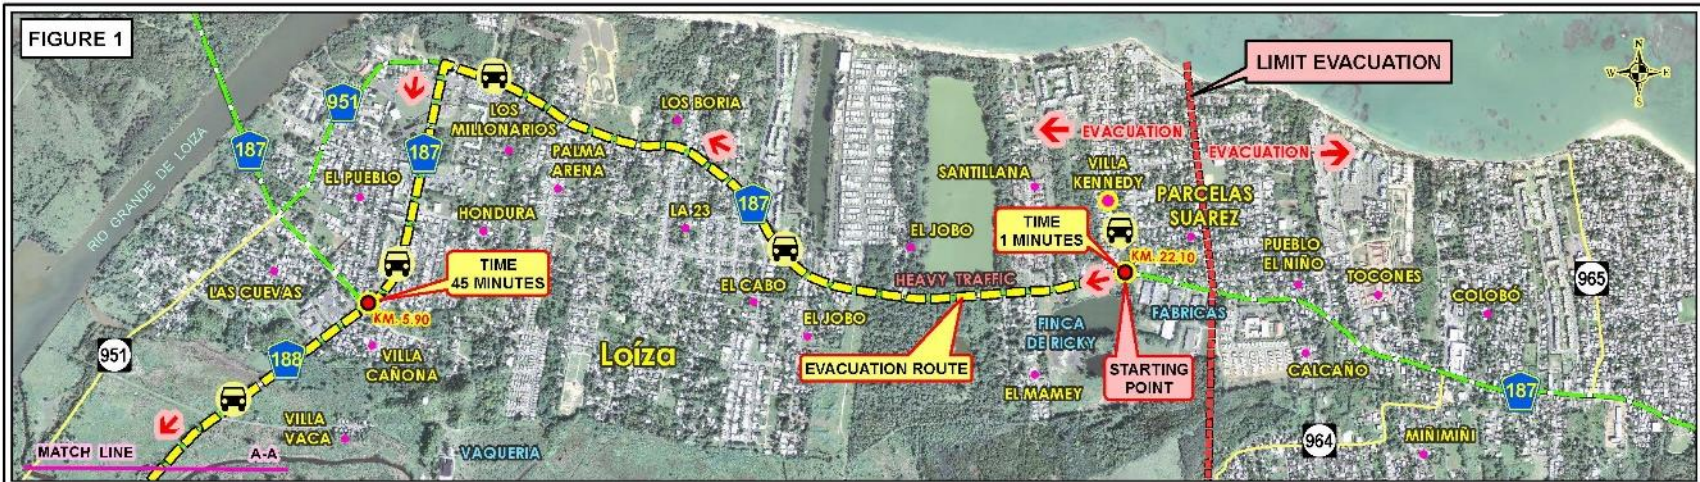 FIGURE 1
N
W E
S
LIMIT EVACUATION
951
187
187
RIO GRANDE DE LOIZA
EL PUEBLO
LOS
MILLONARIOS
PALMA
ARENA
LOS BORIA
EVACUATION
EVACUATION
SANTILLANA
VILLA
KENNEDY
PARCELAS
SUAREZ
HONDURA
LA 23
187
EL JOBO
TIME
1 MINUTES
KM. 22.10
PUEBLO
EL NIÑO
TOCONES
965
LAS CUEVAS
TIME
45 MINUTES
KM. 5.90
EL CABO
HEAVY TRAFFIC
COLOBÓ
EL JOBO
FINCA
DE RICKY
FABRICAS
951
188
VILLA
CAÑONA
Loíza
EVACUATION ROUTE
EL MAMEY
STARTING
POINT
CALCAÑO
187
VILLA
VACA
MATCH LINE A-A
VAQUERIA
964
MIÑIMIÑI